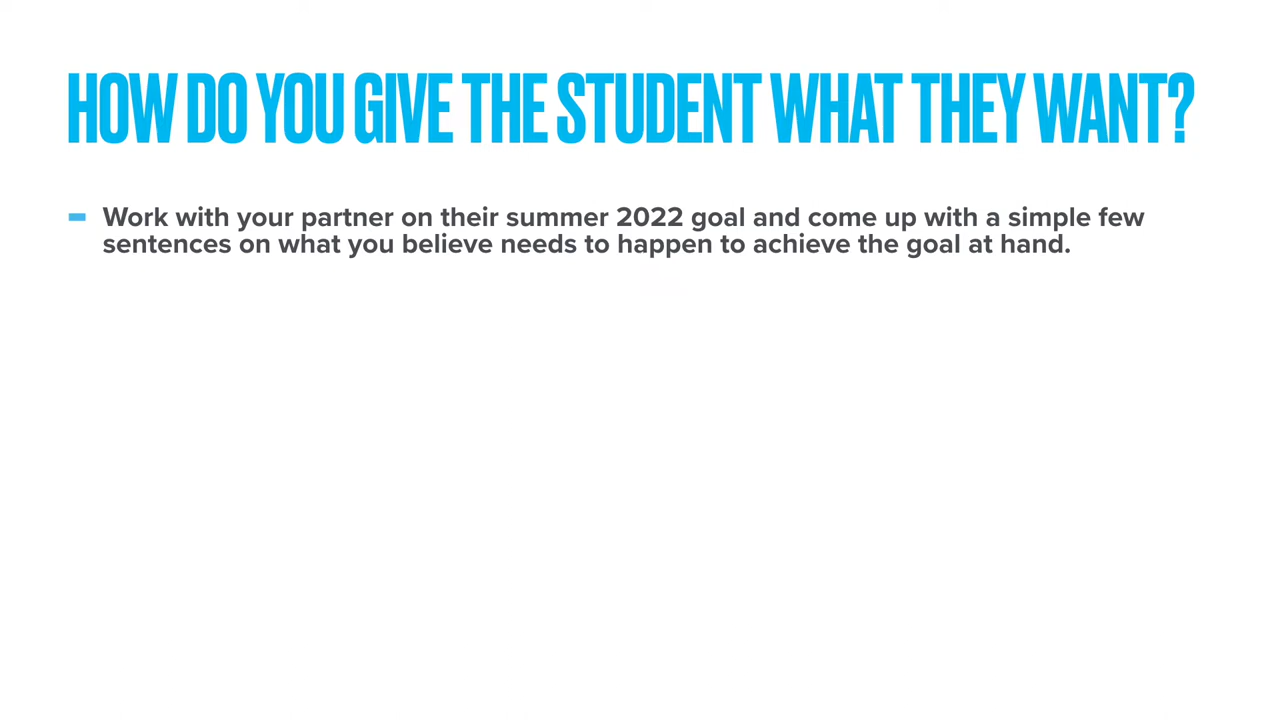 HOW DO YOU GIVE THE STUDENT WHAT THEY WANT?
Work with your partner on their summer 2022 goal and come up with a simple few
sentences on what you believe needs to happen to achieve the goal at hand.